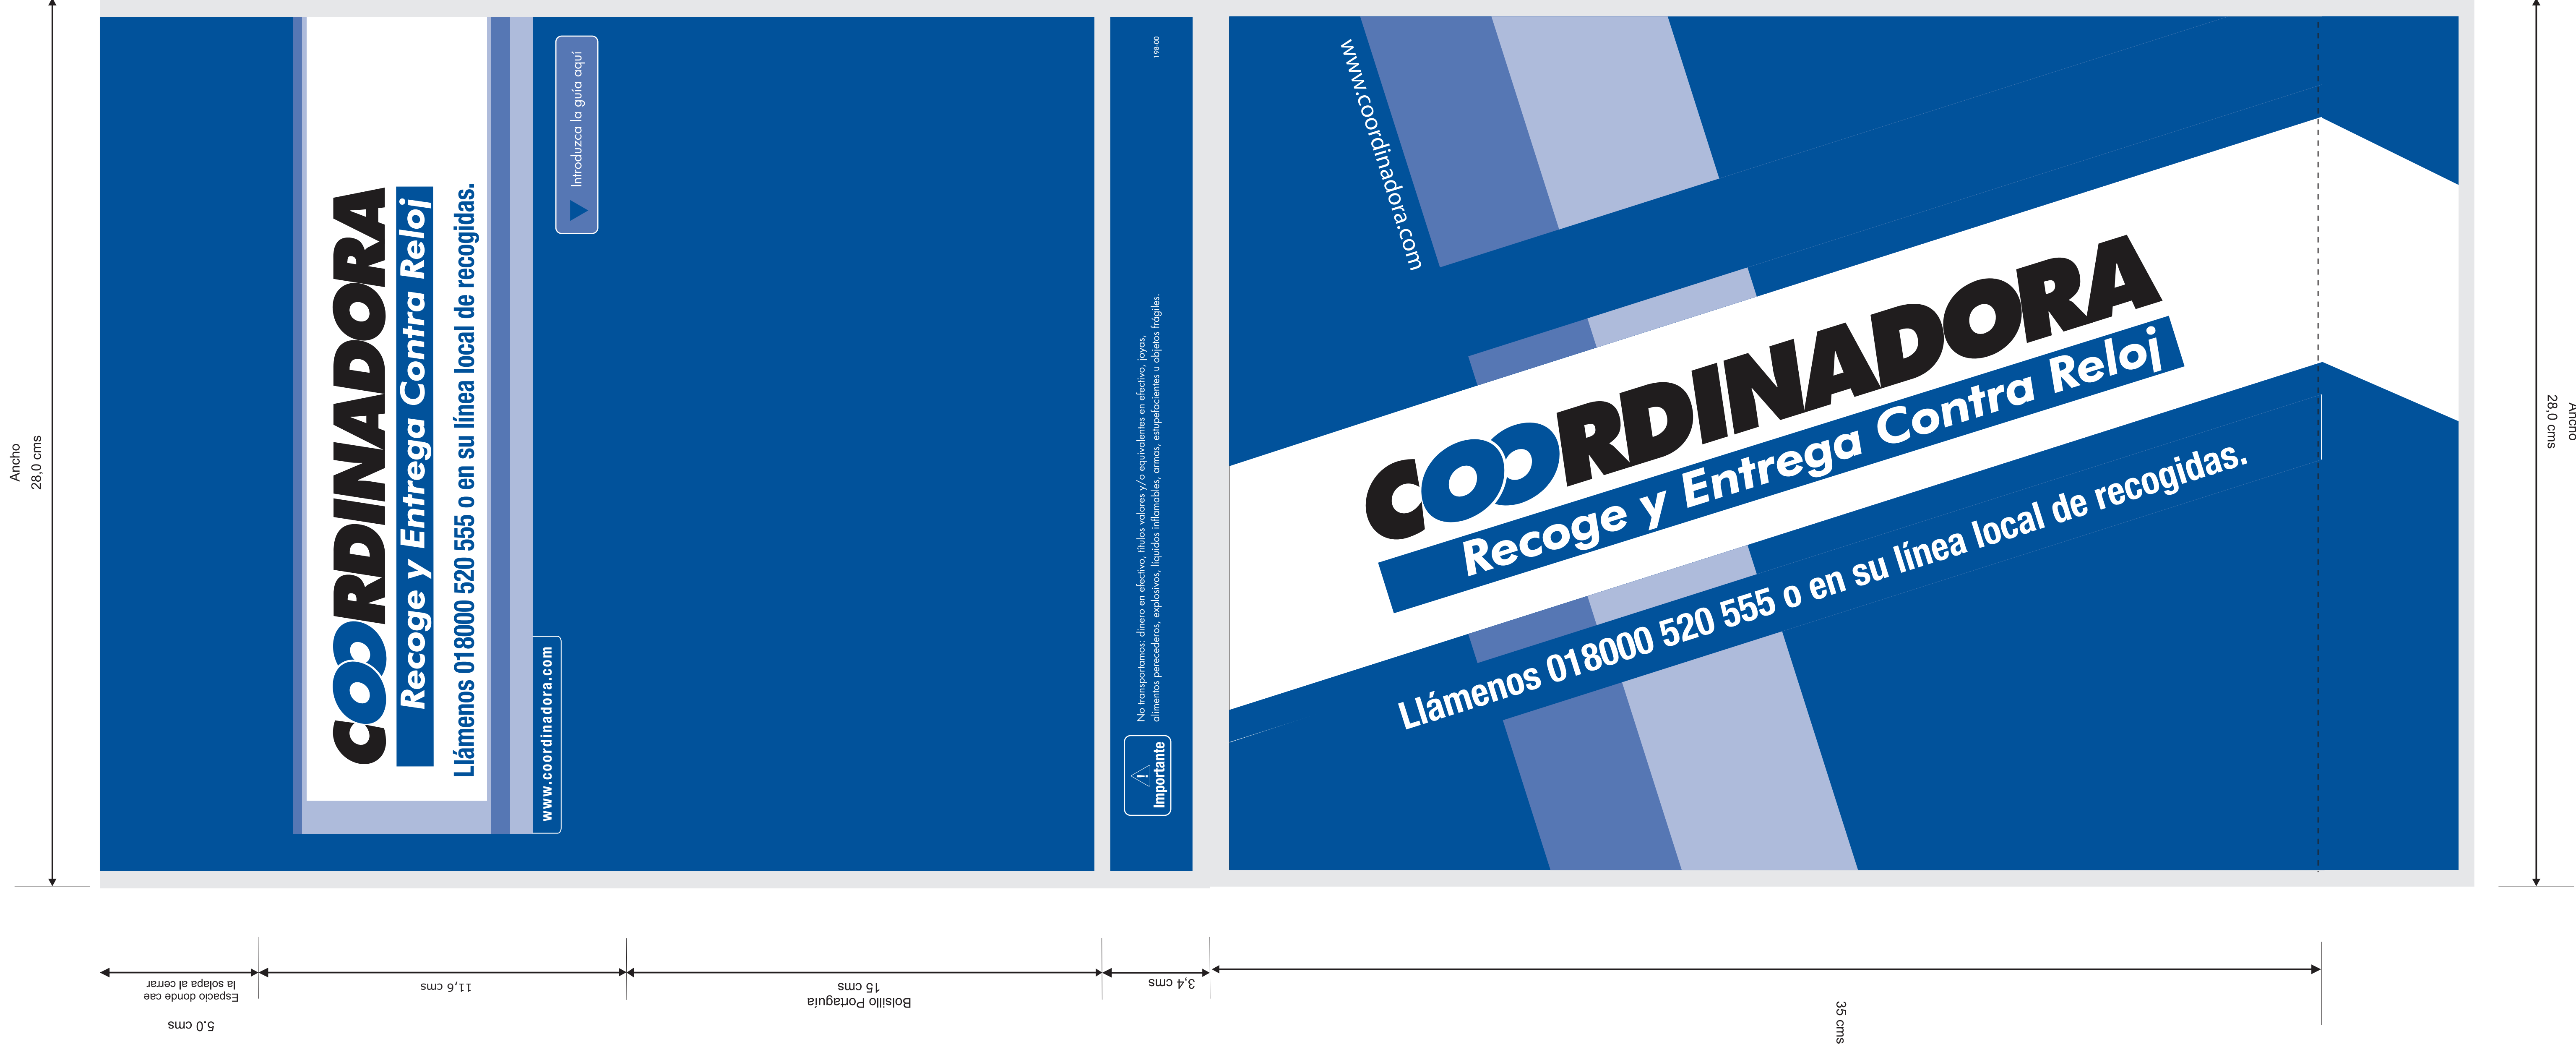 Ancho
28,0 cms
COORDINADORA
Recoge y Entrega Contra Reloj
Llámenos 018000 520 555 o en su línea local de recogidas.
www.coordinadora.com
Introduzca la guía aquí
Importante
No transportamos: dinero en efectivo, títulos valores y/o equivalentes en efectivo, joyas,
alimentos perecederos, explosivos, líquidos inflamables, armas, estupefacientes u objetos frágiles.
198-00
www.coordinadora.com
COORDINADORA
Recoge y Entrega Contra Reloj
Llámenos 018000 520 555 o en su línea local de recogidas.
Ancho
28,0 cms
Espacio donde cae
la solapa al cerrar
5.0 cms
11,6 cms
Bolsillo Portaguía
15 cms
3,4 cms
35 cms